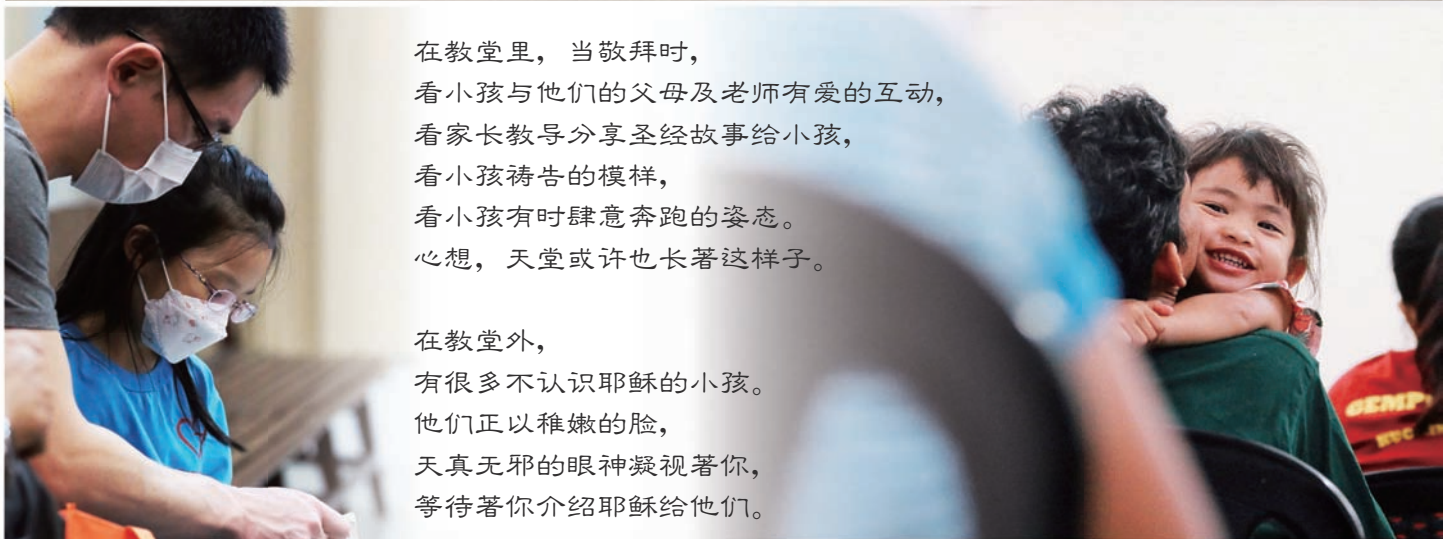 在教堂里，当敬拜时，
看小孩与他们的父母及老师有爱的互动，
看家长教导分享圣经故事给小孩，
看小孩祷告的模样，
看小孩有时肆意奔跑的姿态。
心想，天堂或许也长著这样子。
在教堂外，
有很多不认识耶稣的小孩。
他们正以稚嫩的脸，
天真无邪的眼神凝视著你，
等待著你介绍耶稣给他们。